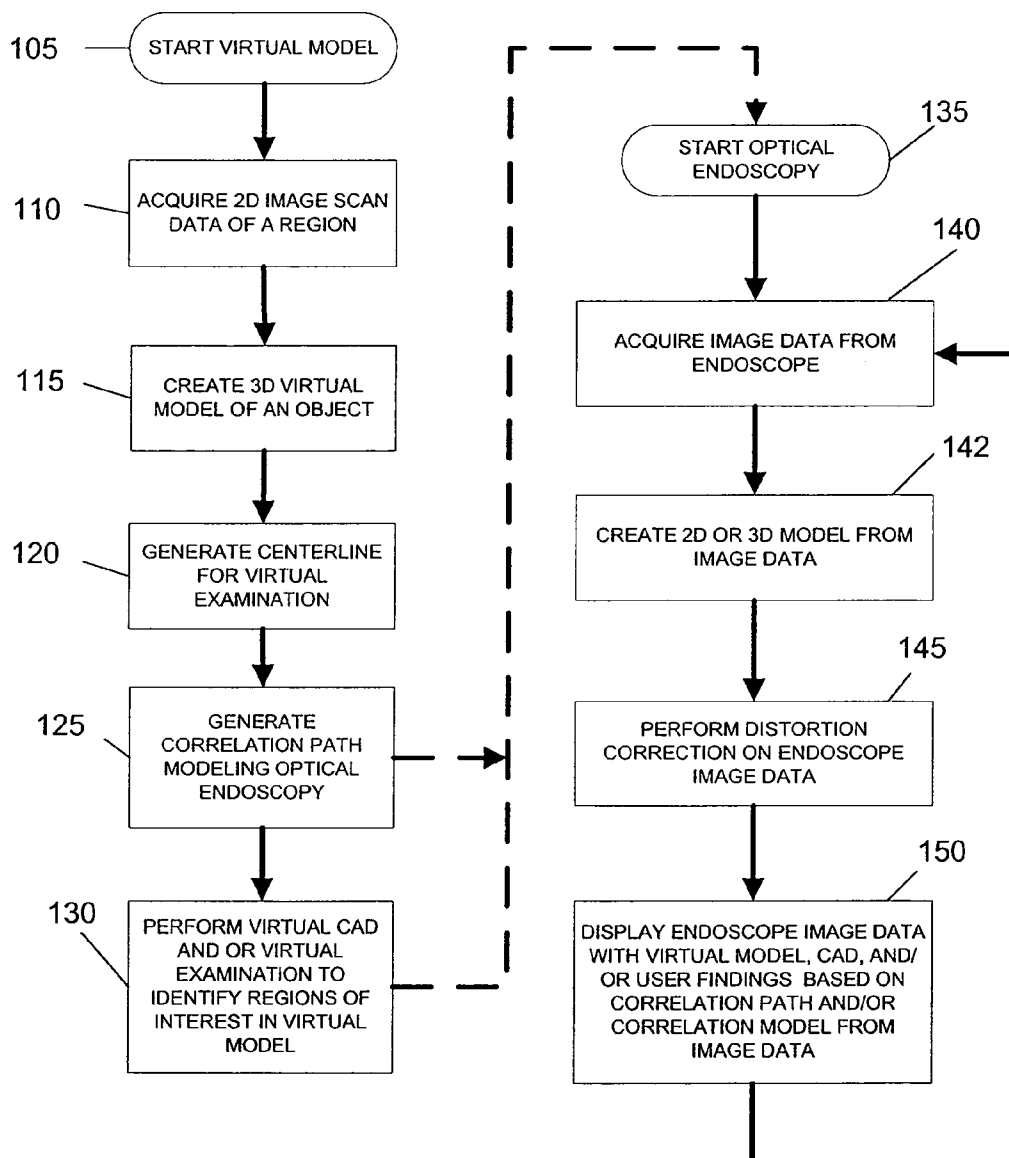 105
START VIRTUAL MODEL
110
ACQUIRE 2D IMAGE SCAN
DATA OF A REGION
115
CREATE 3D VIRTUAL
MODEL OF AN OBJECT
120
GENERATE CENTERLINE
FOR VIRTUAL
EXAMINATION
125
GENERATE
CORRELATION PATH
MODELING OPTICAL
ENDOSCOPY
130
PERFORM VIRTUAL CAD
AND OR VIRTUAL
EXAMINATION TO
IDENTIFY REGIONS OF
INTEREST IN VIRTUAL
MODEL
135
START OPTICAL
ENDOSCOPY
140
ACQUIRE IMAGE DATA FROM
ENDOSCOPE
142
CREATE 2D OR 3D MODEL FROM
IMAGE DATA
145
PERFORM DISTORTION
CORRECTION ON ENDOSCOPE
IMAGE DATA
150
DISPLAY ENDOSCOPE IMAGE DATA
WITH VIRTUAL MODEL, CAD, AND/
OR USER FINDINGS BASED ON
CORRELATION PATH AND/OR
CORRELATION MODEL FROM
IMAGE DATA